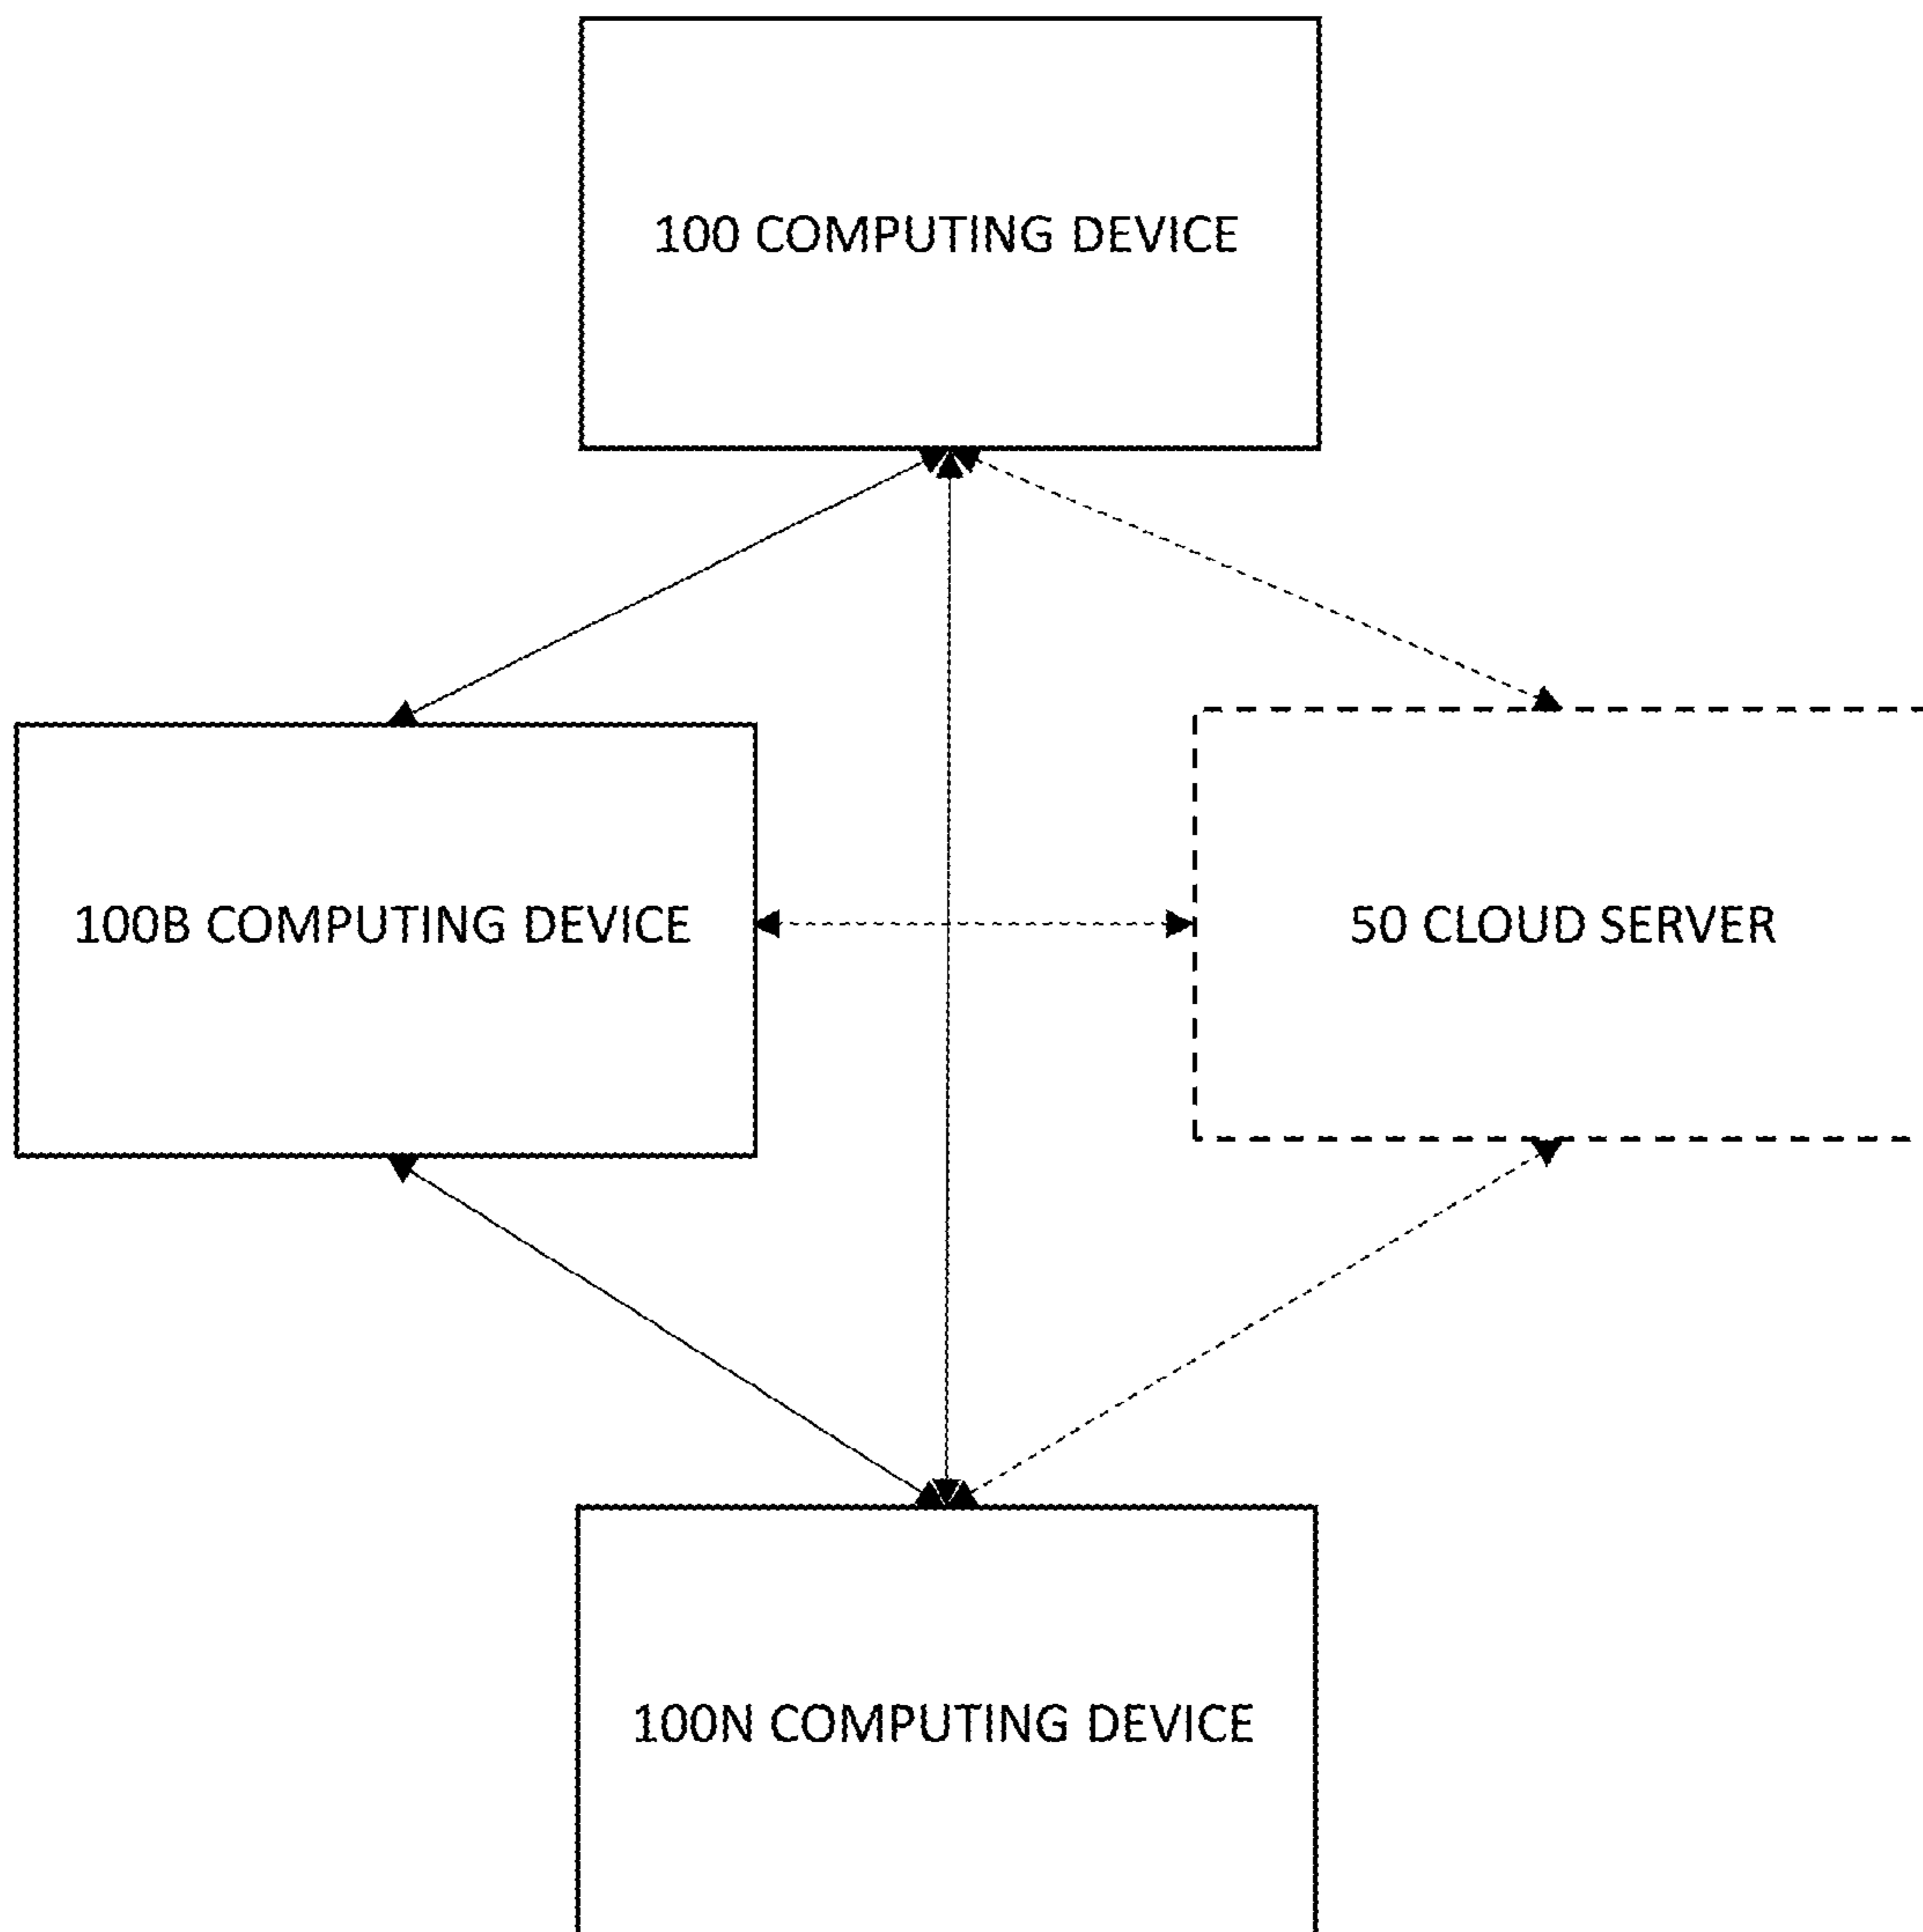 100 COMPUTING DEVICE
100B COMPUTING DEVICE
50 CLOUD SERVER
100N COMPUTING DEVICE